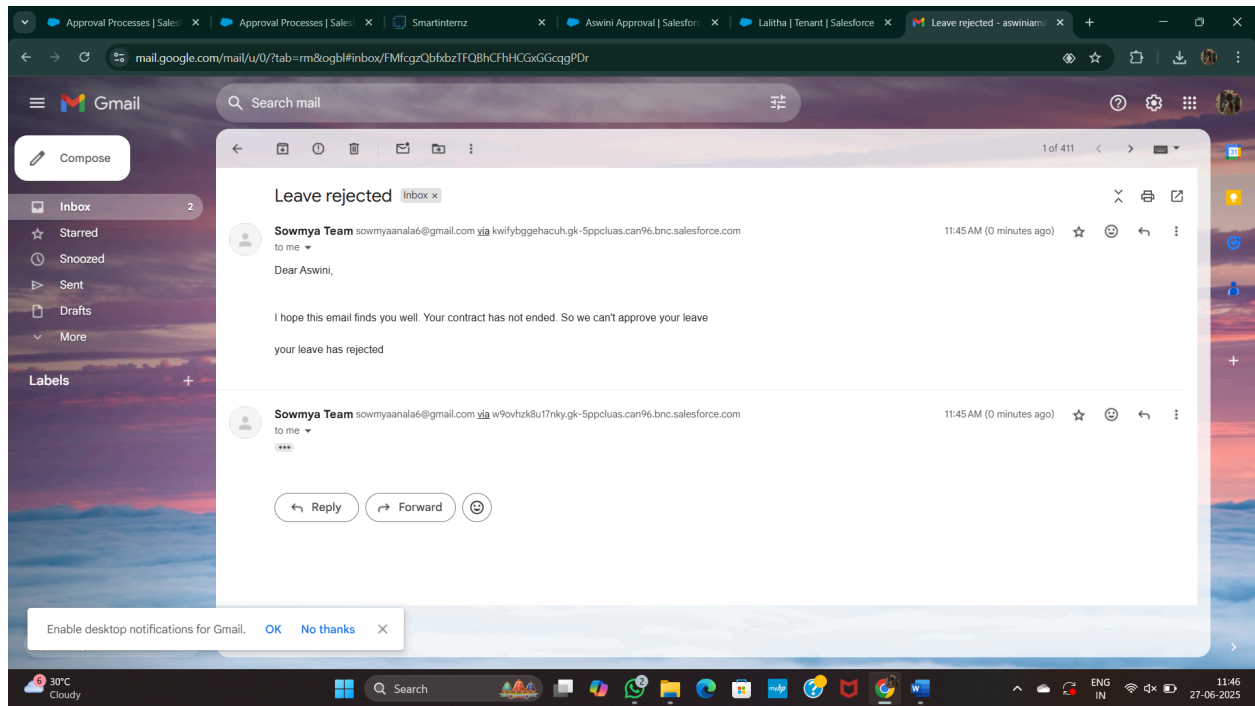 Approval Processes | Sales
Approval Processes | Sales
Smartinternz
Aswini Approval | Salesforc
Lalitha | Tenant | Salesforce
Leave rejected - aswiniama
mail.google.com/mail/u/0/?tab=rm&ogbl#inbox/FMfcgzQbfxbzTFQBhCFhHCGxGGcqgPDr
Gmail
Search mail
Compose
1 of 411
31
Inbox 2
Starred
Snoozed
Sent
Drafts
More
Labels
Leave rejected Inbox ×
Sowmya Team sowmyaanala6@gmail.com via kwifybggehacuh.gk-5ppcluas.can96.bnc.salesforce.com 11:45 AM (0 minutes ago)
to me
Dear Aswini,
I hope this email finds you well. Your contract has not ended. So we can't approve your leave
your leave has rejected
Sowmya Team sowmyaanala6@gmail.com via w9ovhzk8u17nky.gk-5ppcluas.can96.bnc.salesforce.com 11:45 AM (0 minutes ago)
to me
Reply Forward
Enable desktop notifications for Gmail. OK No thanks
6 30°C
Cloudy
Search
2
ENG
IN
11:46
27-06-2025